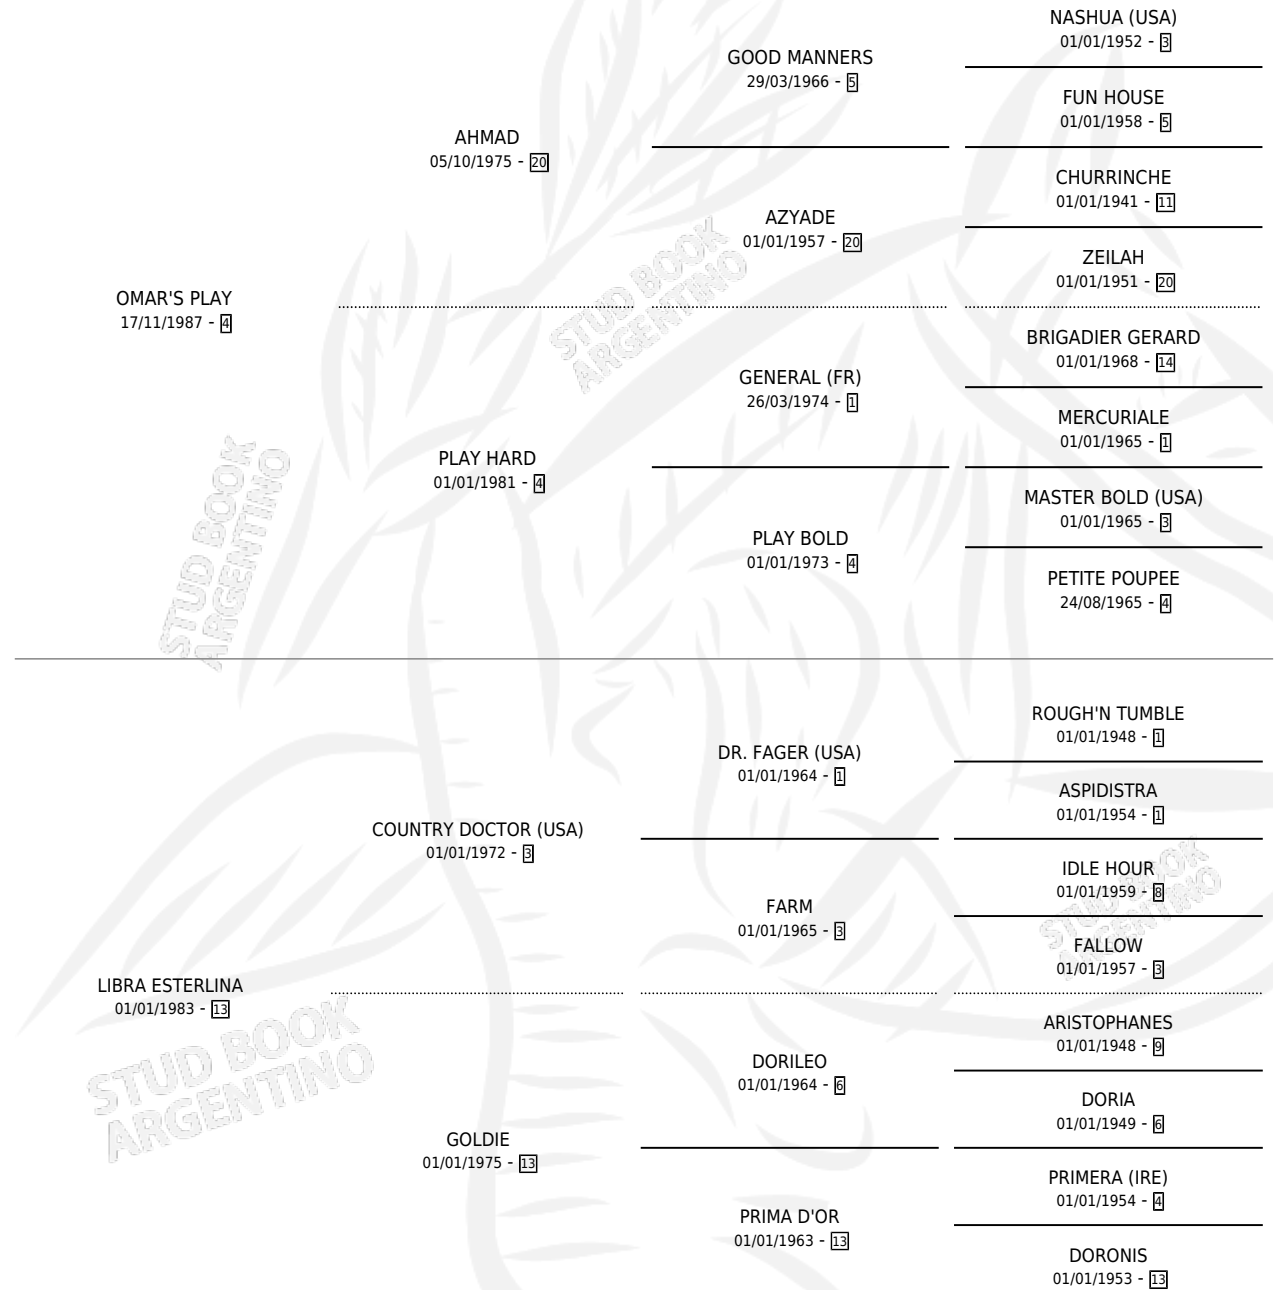 NASHUA (USA)
01/01/1952 - 3
GOOD MANNERS
29/03/1966 - 5
FUN HOUSE
01/01/1958 - 5
AHMAD
05/10/1975 - 20
CHURRINCHE
01/01/1941 - 11
AZYADE
01/01/1957 - 20
ZEILAH
01/01/1951 - 20
OMAR'S PLAY
17/11/1987 - 4
STUD BOOK
ARGENTINO
BRIGADIER GERARD
01/01/1968 - 14
GENERAL (FR)
26/03/1974 - 1
MERCURIALE
01/01/1965 - 1
PLAY HARD
01/01/1981 - 4
MASTER BOLD (USA)
01/01/1965 - 3
PLAY BOLD
01/01/1973 - 4
PETITE POUPEE
24/08/1965 - 4
STUD BOOK
ARGENTINO
ROUGH'N TUMBLE
01/01/1948 - 1
DR. FAGER (USA)
01/01/1964 - 1
ASPIDISTRA
01/01/1954 - 1
COUNTRY DOCTOR (USA)
01/01/1972 - 3
IDLE HOUR
01/01/1959 - 8
FARM
01/01/1965 - 3
STUD BOOK
ARGENTINO
FALLOW
01/01/1957 - 3
LIBRA ESTERLINA
01/01/1983 - 13
ARISTOPHANES
01/01/1948 - 9
DORILEO
01/01/1964 - 6
STUD BOOK
ARGENTINO
DORIA
01/01/1949 - 6
GOLDIE
01/01/1975 - 13
PRIMERA (IRE)
01/01/1954 - 4
PRIMA D'OR
01/01/1963 - 13
DORONIS
01/01/1953 - 13